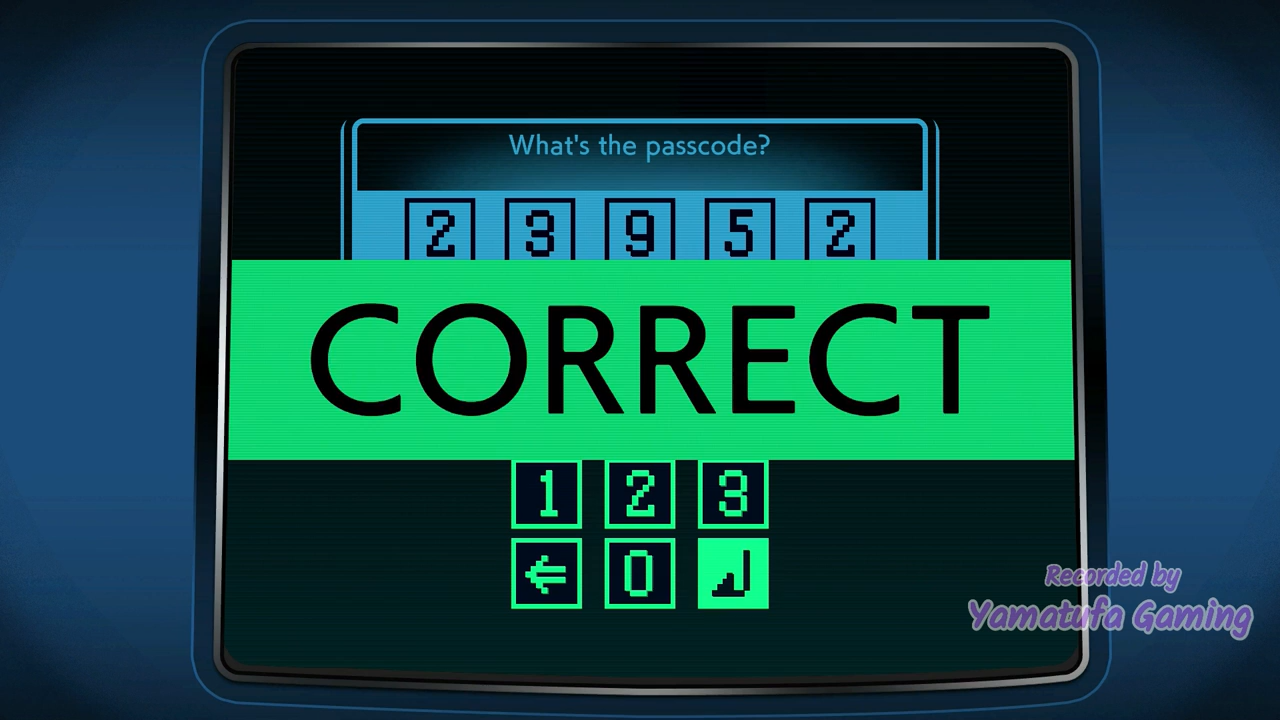 What's the passcode?
2 3 9 5 2
CORRECT
1 2 3
0
Recorded by
Yamatufa Gaming